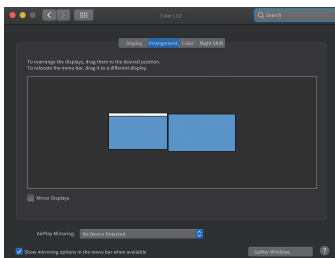 Color LCD
Search
Display Arrangement Color Night Shift
To rearrange the displays, drag them to the desired position.
To relocate the menu bar, drag it to a different display.
Mirror Displays
AirPlay Mirroring: No Device Detected
Show mirroring options in the menu bar when available
Gather Windows
?